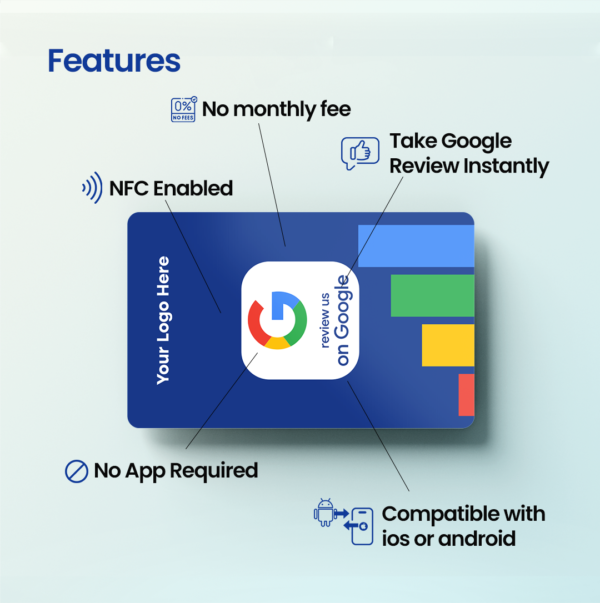 Features
0%
NO FEES
No monthly fee
Take Google
Review Instantly
NFC Enabled
Your Logo Here
review us
on Google
No App Required
Compatible with
ios or android